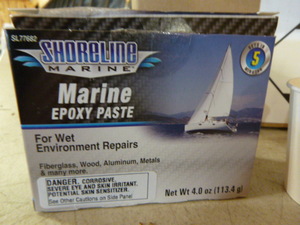 SL77682
SHORELINE
MARINE
Marine
EPOXY PASTE
5
For Wet
Environment Repairs
Fiberglass, Wood, Aluminum, Metals
& many more.
DANGER. CORROSIVE.
SEVERE EYE AND SKIN IRRITANT.
POTENTIAL SKIN SENSITIZER.
See Other Cautions on Side Panel
Net Wt 4.0 oz (113.4 g)